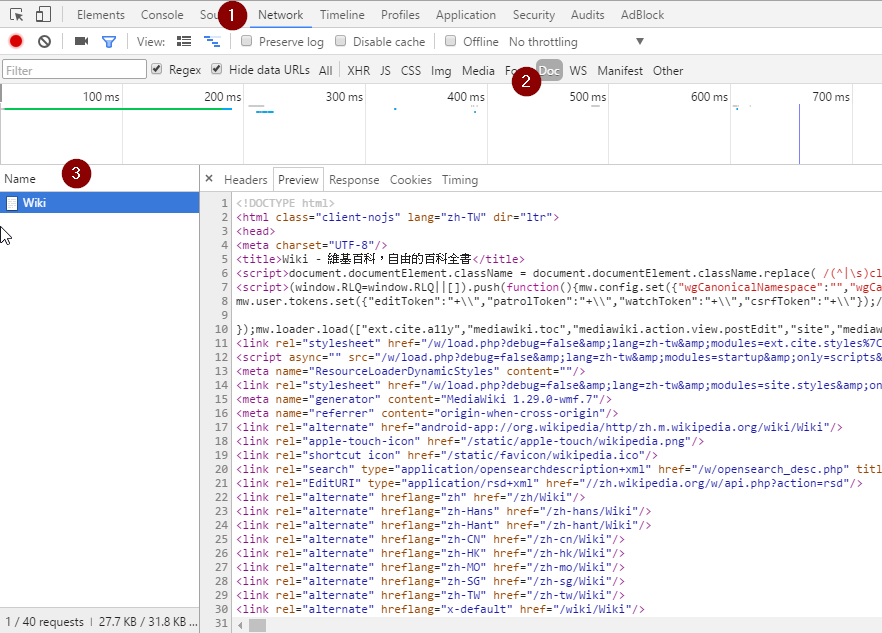 Elements Console Network Timeline Profiles Application Security Audits AdBlock
1
View: Preserve log Disable cache Offline No throttling
Filter Regex Hide data URLs All XHR JS CSS Img Media Doc WS Manifest Other
2
100 ms 200 ms 300 ms 400 ms 500 ms 600 ms 700 ms
Name
3
× Headers Preview Response Cookies Timing
Wiki
1 <!DOCTYPE html>
2 <html class="client-nojs" lang="zh-TW" dir="ltr">
3 <head>
4 <meta charset="UTF-8"/>
5 <title>Wiki - 維基百科，自由的百科全書</title>
6 <script>document.documentElement.className = document.documentElement.className.replace( /(^|\s)cl
7 <script>(window.RLQ=window.RLQ||[]).push(function(){mw.config.set({"wgCanonicalNamespace":"","wgCa
8 mw.user.tokens.set({"editToken":"+\\","patrolToken":"+\\","watchToken":"+\\","csrfToken":"+\\"});/
9
10 });mw.loader.load(["ext.cite.a11y","mediawiki.toc","mediawiki.action.view.postEdit","site","mediaw
11 <link rel="stylesheet" href="/w/load.php?debug=false&amp;lang=zh-tw&amp;modules=ext.cite.styles%7C
12 <script async="" src="/w/load.php?debug=false&amp;lang=zh-tw&amp;modules=startup&amp;only=scripts&
13 <meta name="ResourceLoaderDynamicStyles" content=""/>
14 <link rel="stylesheet" href="/w/load.php?debug=false&amp;lang=zh-tw&amp;modules=site.styles&amp;on
15 <meta name="generator" content="MediaWiki 1.29.0-wmf.7"/>
16 <meta name="referrer" content="origin-when-cross-origin"/>
17 <link rel="alternate" href="android-app://org.wikipedia/http/zh.m.wikipedia.org/wiki/Wiki"/>
18 <link rel="apple-touch-icon" href="/static/apple-touch/wikipedia.png"/>
19 <link rel="shortcut icon" href="/static/favicon/wikipedia.ico"/>
20 <link rel="search" type="application/opensearchdescription+xml" href="/w/opensearch_desc.php" titl
21 <link rel="EditURI" type="application/rsd+xml" href="//zh.wikipedia.org/w/api.php?action=rsd"/>
22 <link rel="alternate" hreflang="zh" href="/zh/Wiki"/>
23 <link rel="alternate" hreflang="zh-Hans" href="/zh-hans/Wiki"/>
24 <link rel="alternate" hreflang="zh-Hant" href="/zh-hant/Wiki"/>
25 <link rel="alternate" hreflang="zh-CN" href="/zh-cn/Wiki"/>
26 <link rel="alternate" hreflang="zh-HK" href="/zh-hk/Wiki"/>
27 <link rel="alternate" hreflang="zh-MO" href="/zh-mo/Wiki"/>
28 <link rel="alternate" hreflang="zh-SG" href="/zh-sg/Wiki"/>
29 <link rel="alternate" hreflang="zh-TW" href="/zh-tw/Wiki"/>
30 <link rel="alternate" hreflang="x-default" href="/wiki/Wiki"/>
31
1 / 40 requests | 27.7 KB / 31.8 KB ...